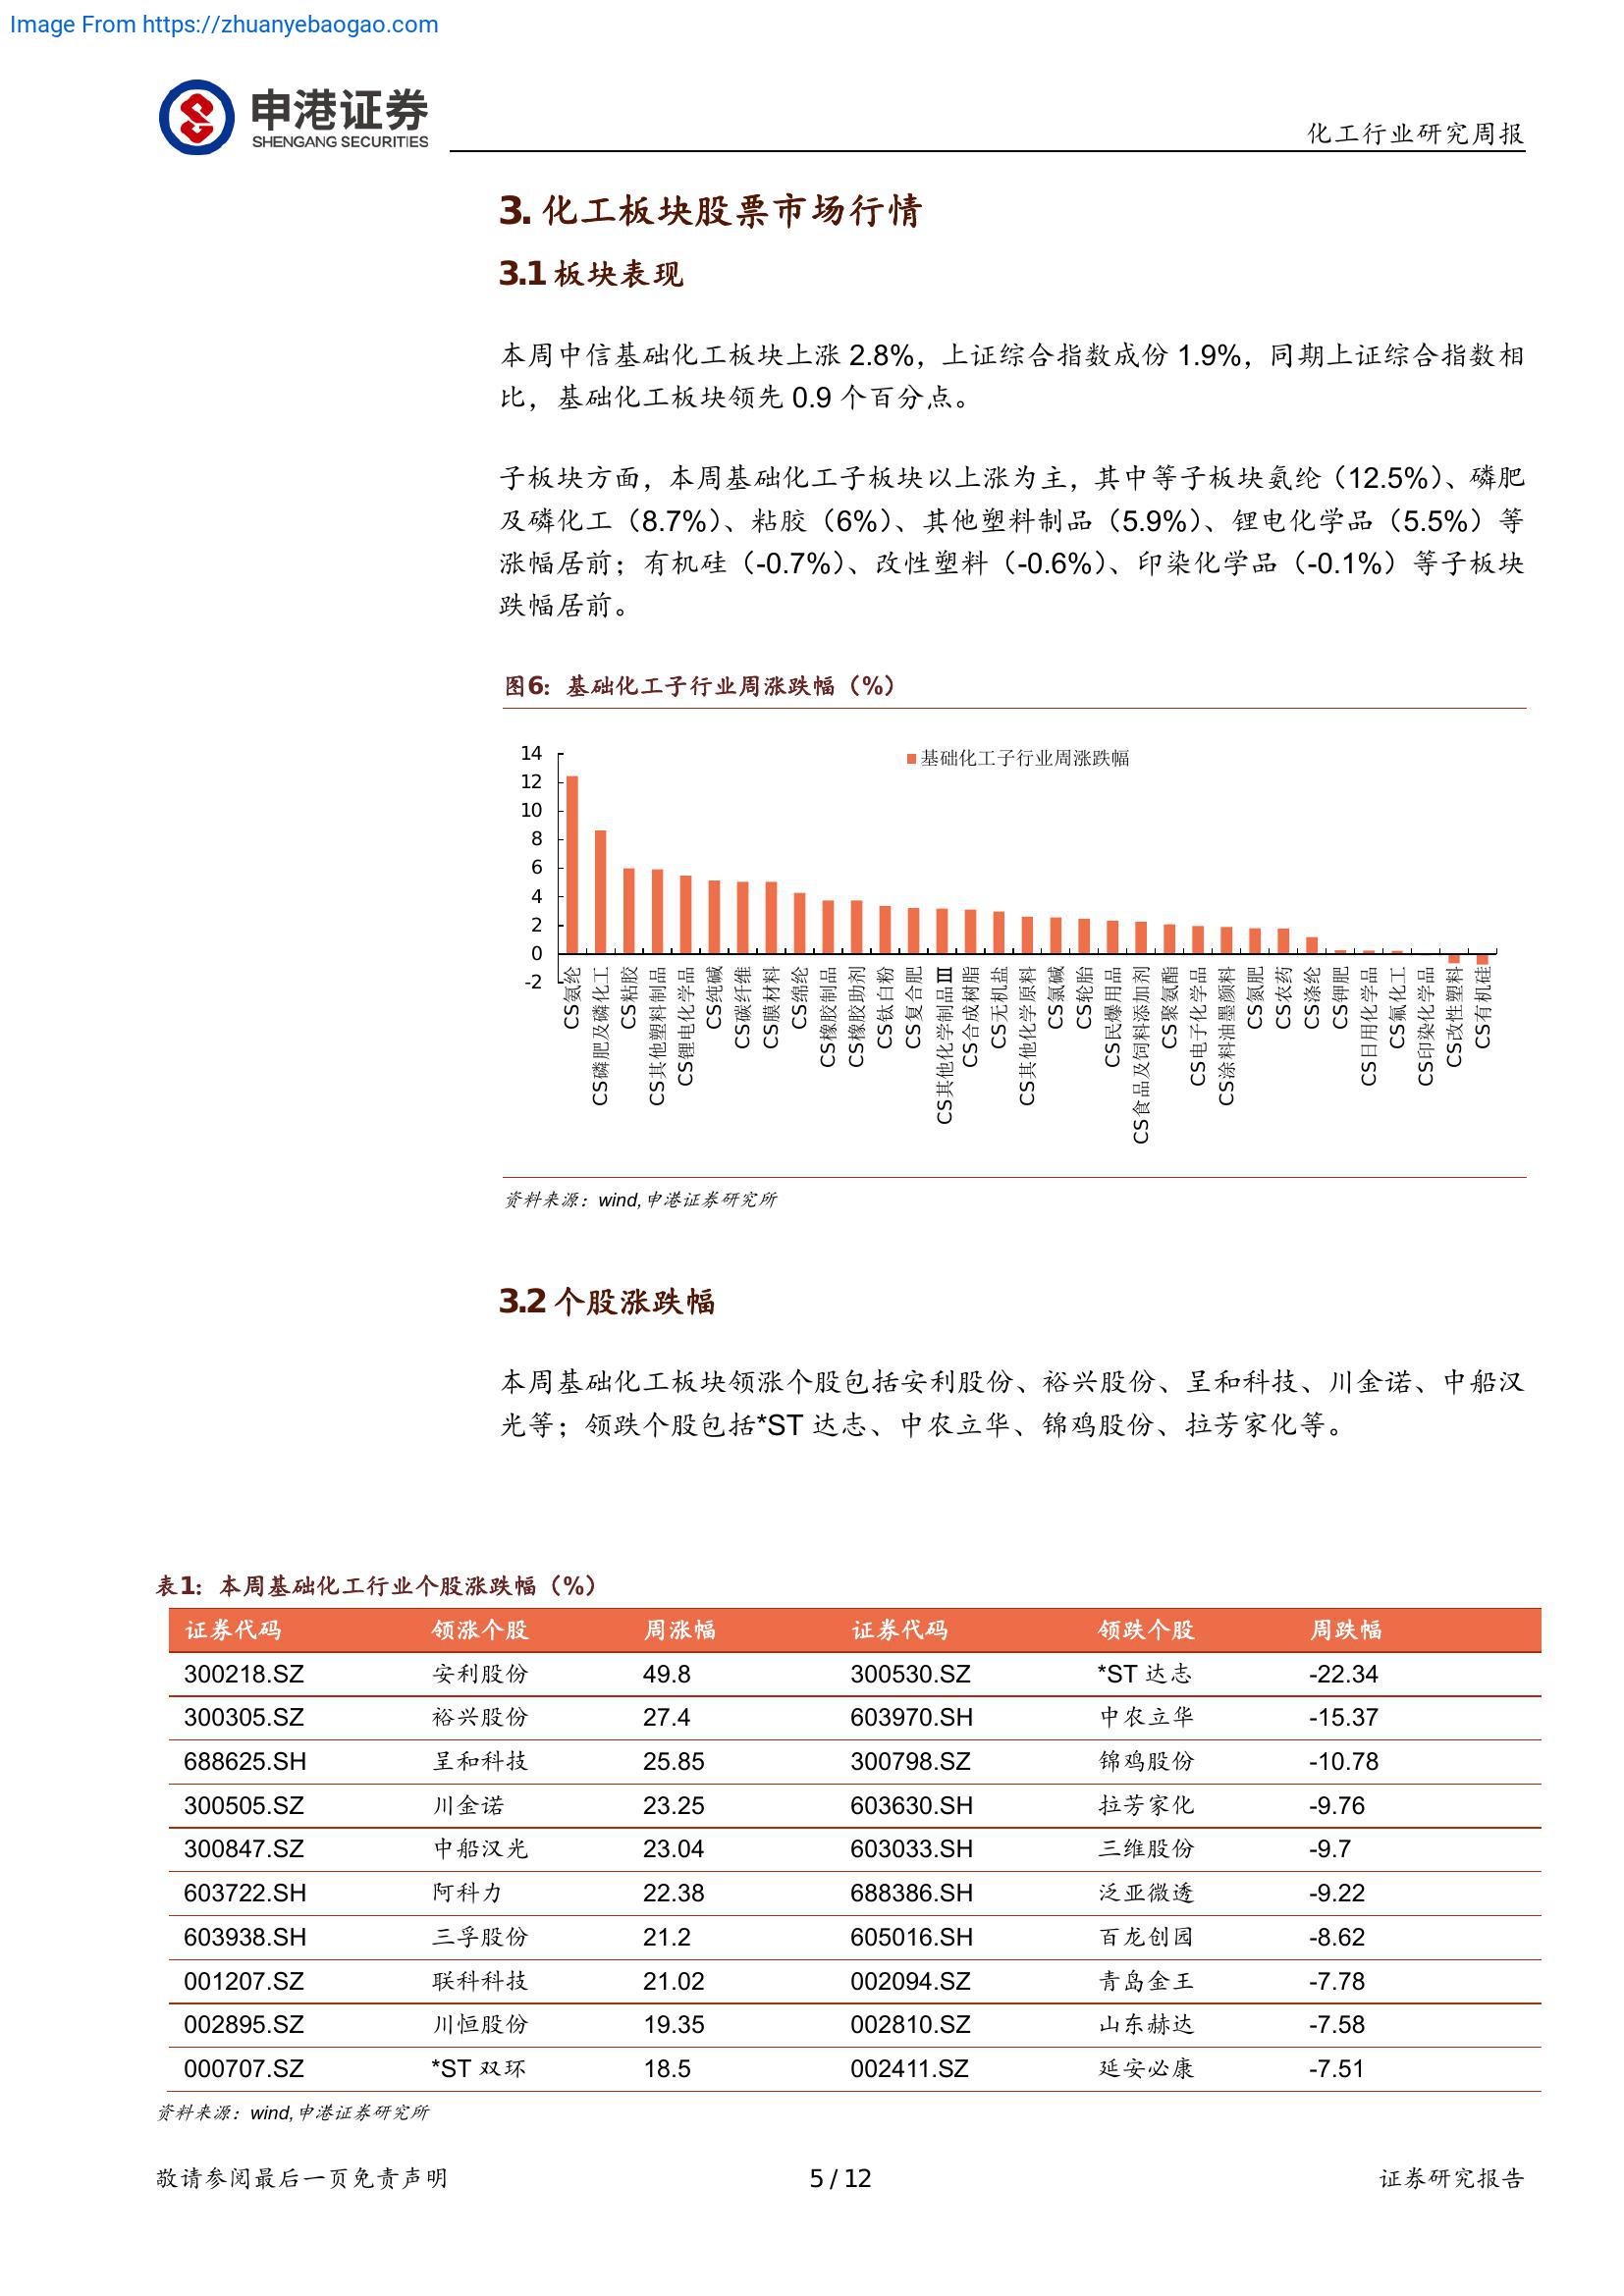 Image From https://zhuanyebaogao.com
申港证券
SHENGANG SECURITIES
化工行业研究周报
3. 化工板块股票市场行情
3.1 板块表现
本周中信基础化工板块上涨 2.8%，上证综合指数成份 1.9%，同期上证综合指数相
比，基础化工板块领先 0.9 个百分点。
子板块方面，本周基础化工子板块以上涨为主，其中等子板块氨纶（12.5%）、磷肥
及磷化工（8.7%）、粘胶（6%）、其他塑料制品（5.9%）、锂电化学品（5.5%）等
涨幅居前；有机硅（-0.7%）、改性塑料（-0.6%）、印染化学品（-0.1%）等子板块
跌幅居前。
图6：基础化工子行业周涨跌幅（%）
基础化工子行业周涨跌幅
14
12
10
8
6
4
2
0
-2
CS氨纶
CS磷肥及磷化工
CS粘胶
CS其他塑料制品
CS锂电化学品
CS纯碱
CS碳纤维
CS膜材料
CS绵纶
CS橡胶制品
CS橡胶助剂
CS钛白粉
CS复合肥
CS其他化学制品Ⅲ
CS合成树脂
CS无机盐
CS其他化学原料
CS氯碱
CS轮胎
CS民爆用品
CS食品及饲料添加剂
CS聚氨酯
CS电子化学品
CS涂料油墨颜料
CS氮肥
CS农药
CS涤纶
CS钾肥
CS日用化学品
CS氟化工
CS印染化学品
CS改性塑料
CS有机硅
资料来源：wind,申港证券研究所
3.2 个股涨跌幅
本周基础化工板块领涨个股包括安利股份、裕兴股份、呈和科技、川金诺、中船汉
光等；领跌个股包括*ST 达志、中农立华、锦鸡股份、拉芳家化等。
表1：本周基础化工行业个股涨跌幅（%）
证券代码 领涨个股 周涨幅 证券代码 领跌个股 周跌幅
300218.SZ 安利股份 49.8 300530.SZ *ST 达志 -22.34
300305.SZ 裕兴股份 27.4 603970.SH 中农立华 -15.37
688625.SH 呈和科技 25.85 300798.SZ 锦鸡股份 -10.78
300505.SZ 川金诺 23.25 603630.SH 拉芳家化 -9.76
300847.SZ 中船汉光 23.04 603033.SH 三维股份 -9.7
603722.SH 阿科力 22.38 688386.SH 泛亚微透 -9.22
603938.SH 三孚股份 21.2 605016.SH 百龙创园 -8.62
001207.SZ 联科科技 21.02 002094.SZ 青岛金王 -7.78
002895.SZ 川恒股份 19.35 002810.SZ 山东赫达 -7.58
000707.SZ *ST 双环 18.5 002411.SZ 延安必康 -7.51
资料来源：wind,申港证券研究所
敬请参阅最后一页免责声明 5 / 12 证券研究报告